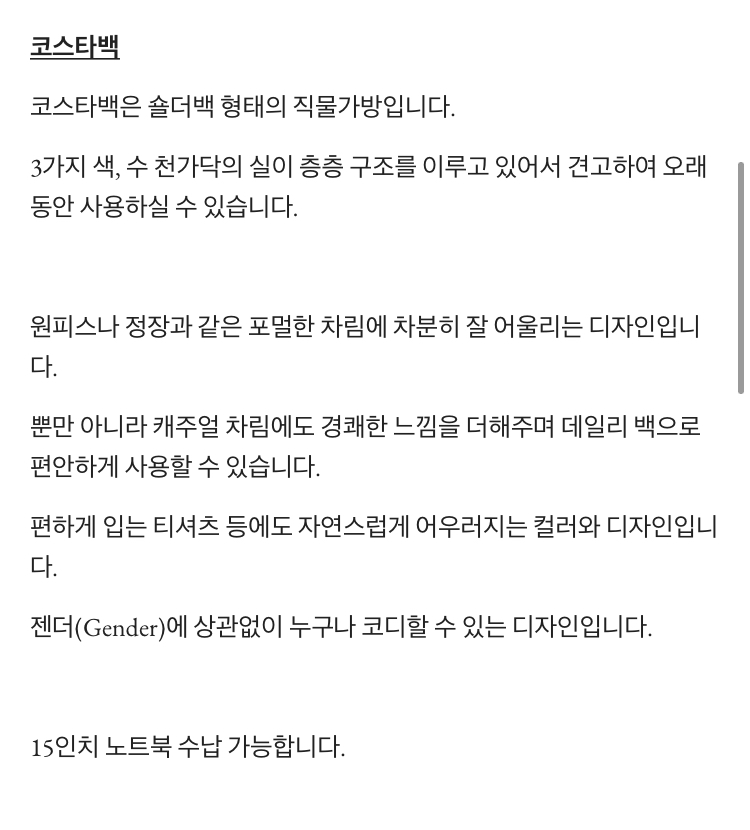 코스타백
코스타백은 숄더백 형태의 직물가방입니다.
3가지 색, 수 천가닥의 실이 층층 구조를 이루고 있어서 견고하여 오래
동안 사용하실 수 있습니다.
원피스나 정장과 같은 포멀한 차림에 차분히 잘 어울리는 디자인입니
다.
뿐만 아니라 캐주얼 차림에도 경쾌한 느낌을 더해주며 데일리 백으로
편안하게 사용할 수 있습니다.
편하게 입는 티셔츠 등에도 자연스럽게 어우러지는 컬러와 디자인입니
다.
젠더(Gender)에 상관없이 누구나 코디할 수 있는 디자인입니다.
15인치 노트북 수납 가능합니다.